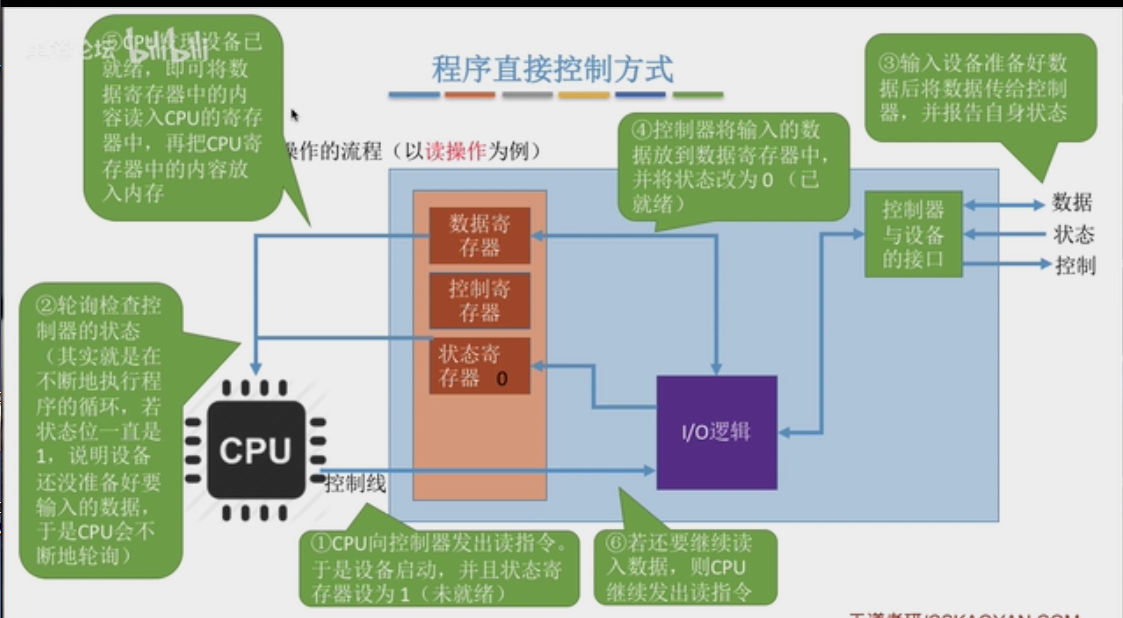 程序直接控制方式
操作的流程（以读操作为例）
①CPU向控制器发出读指令。
于是设备启动，并且状态寄
存器设为1（未就绪）
②轮询检查控
制器的状态
（其实就是在
不断地执行程
序的循环，若
状态位一直是
1，说明设备
还没准备好要
输入的数据，
于是CPU会不
断地轮询）
③输入设备准备好数
据后将数据传给控制
器，并报告自身状态
④控制器将输入的数
据放到数据寄存器中，
并将状态改为0（已
就绪）
设备已
就绪，即可将数
据寄存器中的内
容读入CPU的寄存
器中，再把CPU寄
存器中的内容放
入内存
⑥若还要继续读
入数据，则CPU
继续发出读指令
数据寄
存器
控制寄
存器
状态寄
存器 0
控制器
与设备
的接口
数据
状态
控制
I/O逻辑
CPU
控制线
bilibili